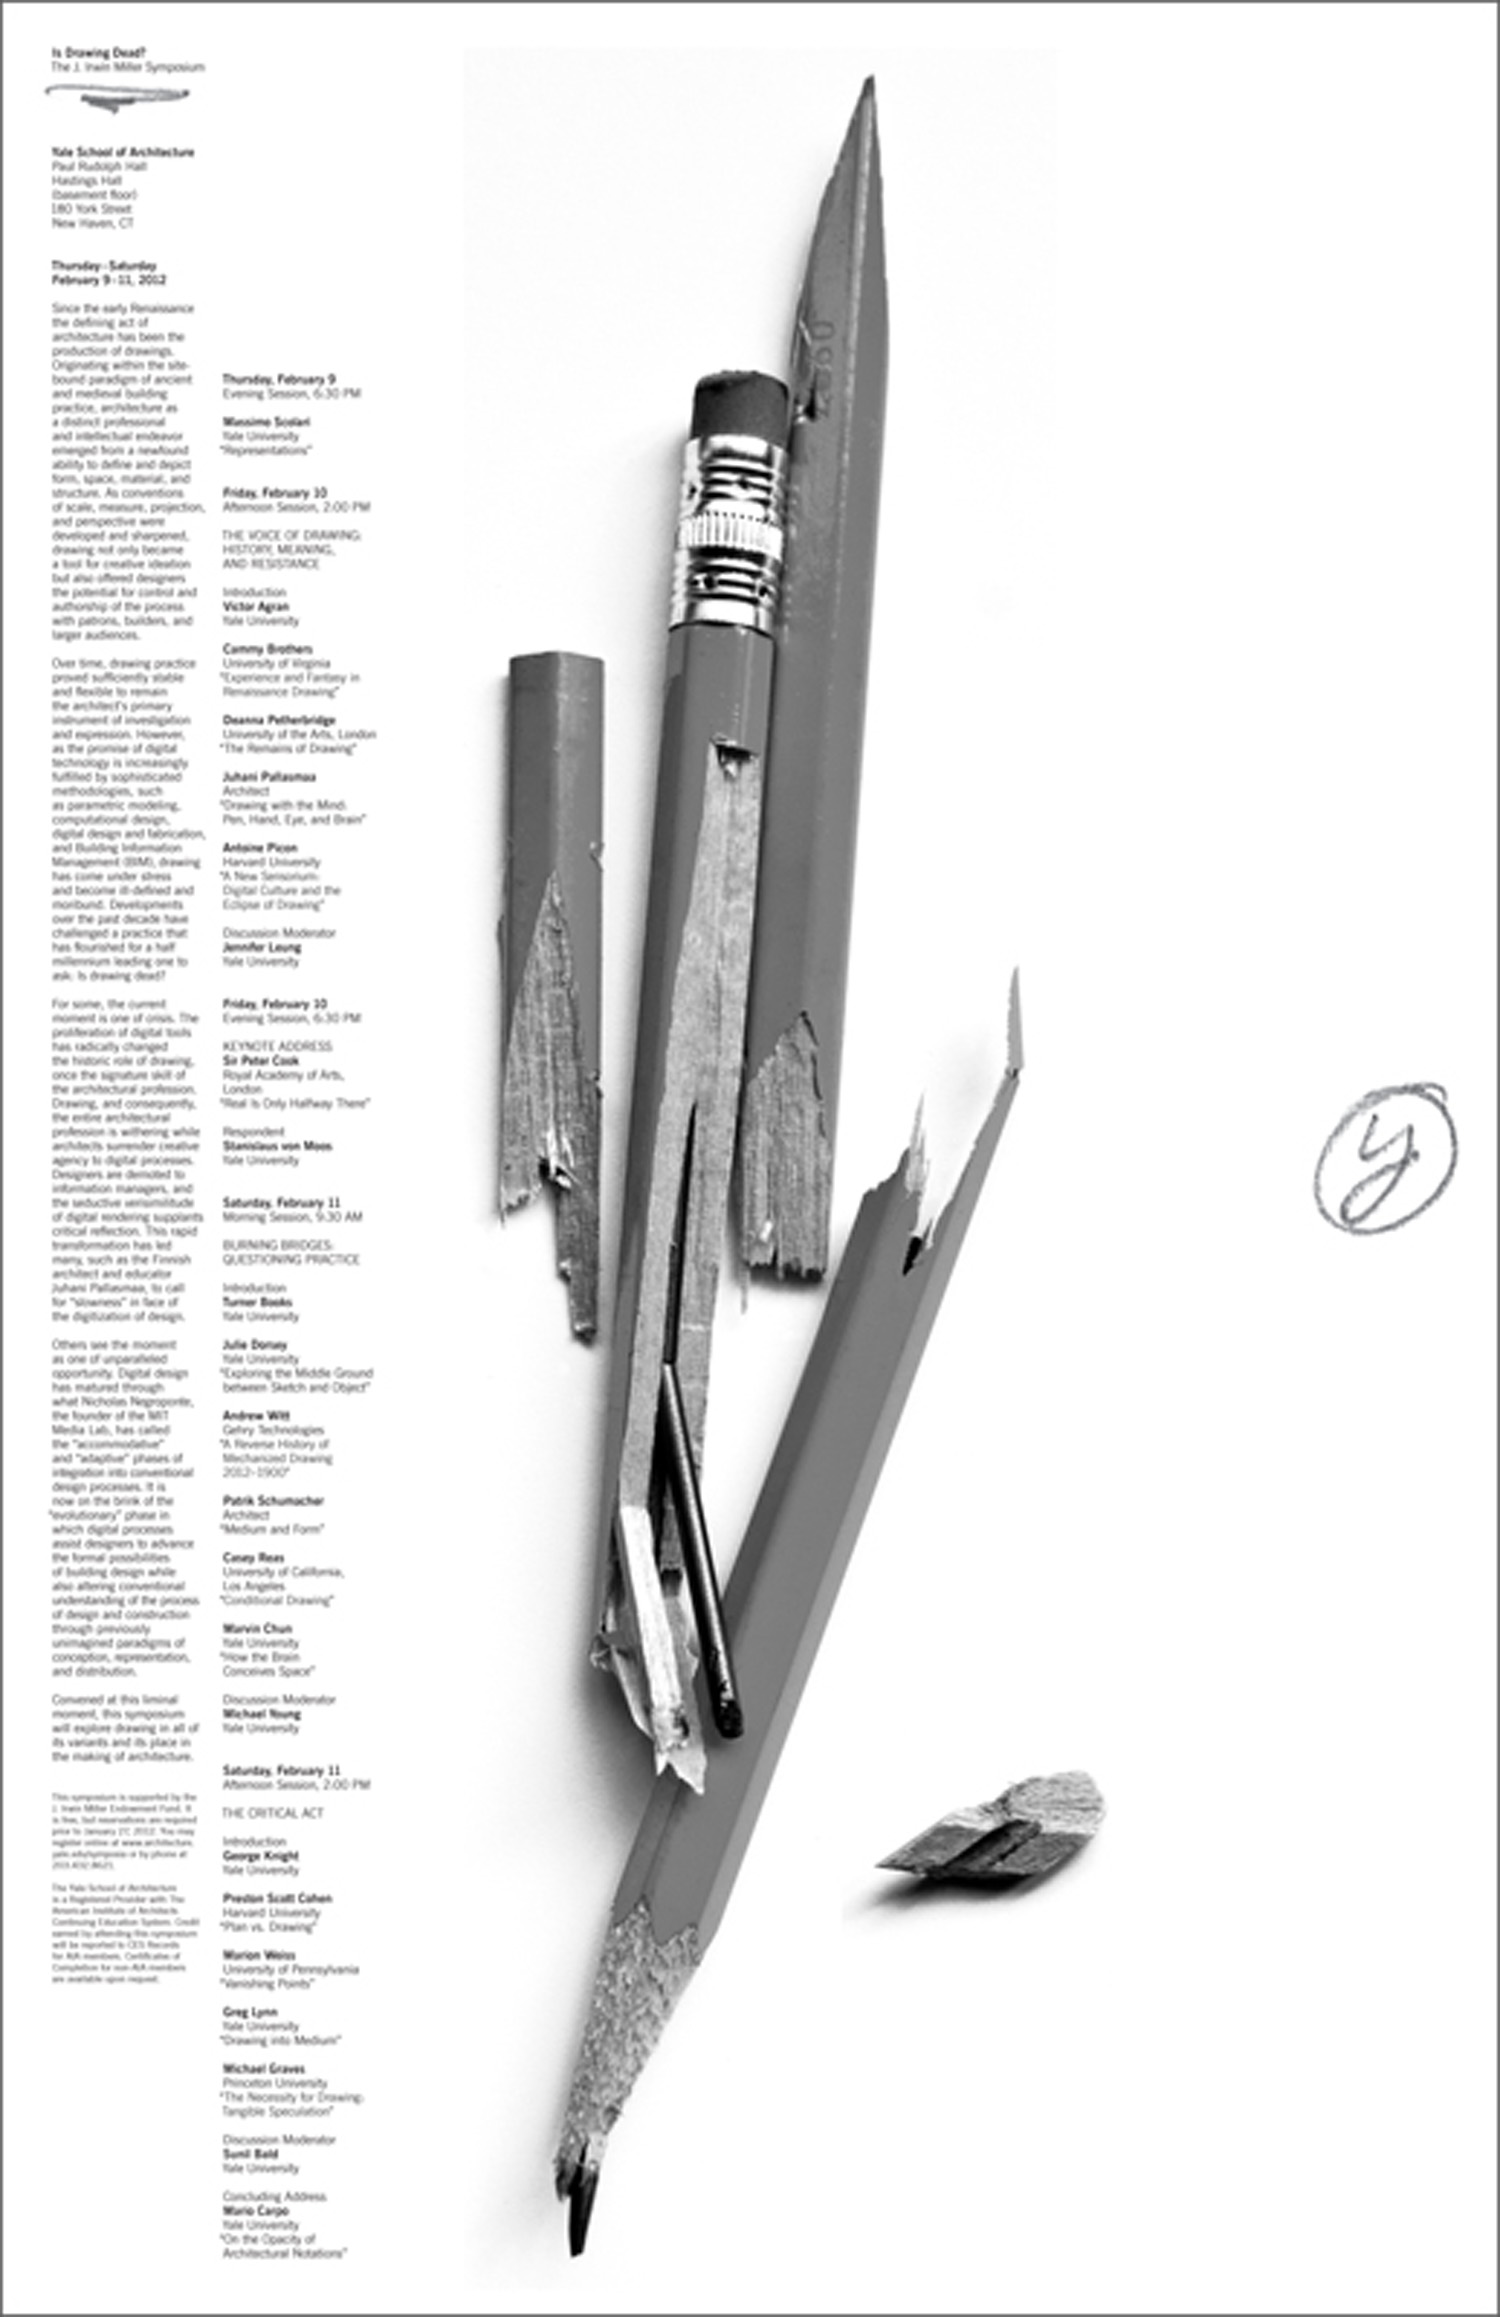 Is Drawing Dead?
The J. Irwin Miller Symposium
Yale School of Architecture
Paul Rudolph Hall
Hastings Hall
(basement floor)
180 York Street
New Haven, CT
Thursday–Saturday
February 9–11, 2012
Since the early Renaissance
the defining act of
architecture has been the
production of drawings.
Originating within the site-
bound paradigm of ancient
and medieval building
practice, architecture as
a distinct professional
and intellectual endeavor
emerged from a newfound
ability to define and depict
form, space, material, and
structure. As conventions
of scale, measure, projection,
and perspective were
developed and sharpened,
drawing not only became
a tool for creative ideation
but also offered designers
the potential for control and
authorship of the process
with patrons, builders, and
larger audiences.
Over time, drawing practice
proved sufficiently stable
and flexible to remain
the architect's primary
instrument of investigation
and expression. However,
as the promise of digital
technology is increasingly
fulfilled by sophisticated
methodologies, such
as parametric modeling,
computational design,
digital design and fabrication,
and Building Information
Management (BIM), drawing
has come under stress
and become ill-defined and
moribund. Developments
over the past decade have
challenged a practice that
has flourished for a half
millennium leading one to
ask: Is drawing dead?
For some, the current
moment is one of crisis. The
proliferation of digital tools
has radically changed
the historic role of drawing,
once the signature skill of
the architectural profession.
Drawing, and consequently,
the entire architectural
profession is withering while
architects surrender creative
agency to digital processes.
Designers are demoted to
information managers, and
the seductive verisimilitude
of digital rendering supplants
critical reflection. This rapid
transformation has led
many, such as the Finnish
architect and educator
Juhani Pallasmaa, to call
for "slowness" in face of
the digitization of design.
Others see the moment
as one of unparalleled
opportunity. Digital design
has matured through
what Nicholas Negroponte,
the founder of the MIT
Media Lab, has called
the "accommodative"
and "adaptive" phases of
integration into conventional
design processes. It is
now on the brink of the
"evolutionary" phase in
which digital processes
assist designers to advance
the formal possibilities
of building design while
also altering conventional
understanding of the process
of design and construction
through previously
unimagined paradigms of
conception, representation,
and distribution.
Convened at this liminal
moment, this symposium
will explore drawing in all of
its variants and its place in
the making of architecture.
This symposium is supported by the
J. Irwin Miller Endowment Fund. It
is free, but reservations are required
prior to January 27, 2012. You may
register online at www.architecture.
yale.edu/symposia or by phone at
The Yale School of Architecture
is a Registered Provider with The
American Institute of Architects
Continuing Education System. Credit
earned by attending this symposium
will be reported to CES Records
for AIA members. Certificates of
Completion for non-AIA members
are available upon request.
Thursday, February 9
Evening Session, 6:30 PM
Massimo Scolari
Yale University
"Representations"
Friday, February 10
Afternoon Session, 2:00 PM
THE VOICE OF DRAWING:
HISTORY, MEANING,
AND RESISTANCE
Introduction
Victor Agran
Yale University
Cammy Brothers
University of Virginia
"Experience and Fantasy in
Renaissance Drawing"
Deanna Petherbridge
University of the Arts, London
"The Remains of Drawing"
Juhani Pallasmaa
Architect
"Drawing with the Mind:
Pen, Hand, Eye, and Brain"
Antoine Picon
Harvard University
"A New Sensorium:
Digital Culture and the
Eclipse of Drawing"
Discussion Moderator
Jennifer Leung
Yale University
Friday, February 10
Evening Session, 6:30 PM
KEYNOTE ADDRESS
Sir Peter Cook
Royal Academy of Arts,
London
"Real Is Only Halfway There"
Respondent
Stanislaus von Moos
Yale University
Saturday, February 11
Morning Session, 9:30 AM
BURNING BRIDGES:
QUESTIONING PRACTICE
Introduction
Turner Books
Yale University
Julie Dorsey
Yale University
"Exploring the Middle Ground
between Sketch and Object"
Andrew Witt
Gehry Technologies
"A Reverse History of
Mechanized Drawing
2012–1900"
Patrik Schumacher
Architect
"Medium and Form"
Casey Reas
University of California,
Los Angeles
"Conditional Drawing"
Marvin Chun
Yale University
"How the Brain
Conceives Space"
Discussion Moderator
Michael Young
Yale University
Saturday, February 11
Afternoon Session, 2:00 PM
THE CRITICAL ACT
Introduction
George Knight
Yale University
Preston Scott Cohen
Harvard University
"Plan vs. Drawing"
Marion Weiss
University of Pennsylvania
"Vanishing Points"
Greg Lynn
Yale University
"Drawing into Medium"
Michael Graves
Princeton University
"The Necessity for Drawing:
Tangible Speculation"
Discussion Moderator
Sunil Bald
Yale University
Concluding Address
Mario Carpo
Yale University
"On the Opacity of
Architectural Notations"
y.